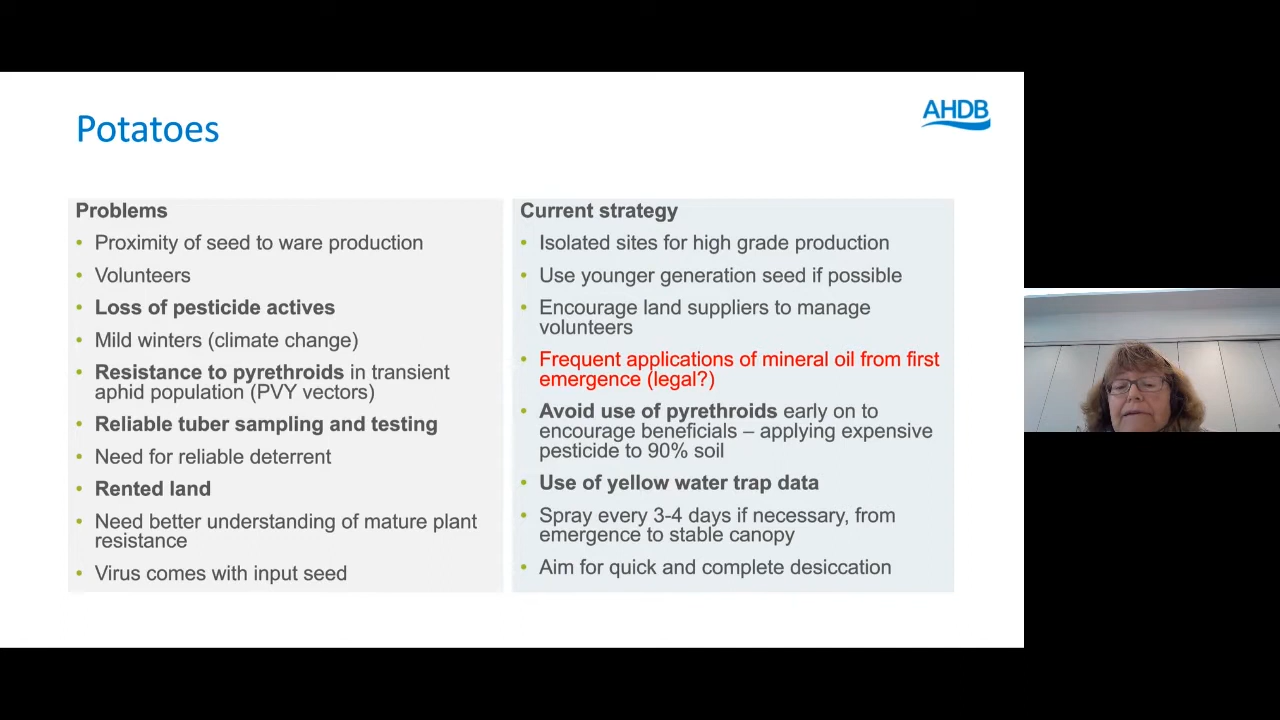 Potatoes
AHDB
Problems
• Proximity of seed to ware production
• Volunteers
• Loss of pesticide actives
• Mild winters (climate change)
• Resistance to pyrethroids in transient
aphid population (PVY vectors)
• Reliable tuber sampling and testing
• Need for reliable deterrent
• Rented land
• Need better understanding of mature plant
resistance
• Virus comes with input seed
Current strategy
• Isolated sites for high grade production
• Use younger generation seed if possible
• Encourage land suppliers to manage
volunteers
• Frequent applications of mineral oil from first
emergence (legal?)
• Avoid use of pyrethroids early on to
encourage beneficials – applying expensive
pesticide to 90% soil
• Use of yellow water trap data
• Spray every 3-4 days if necessary, from
emergence to stable canopy
• Aim for quick and complete desiccation